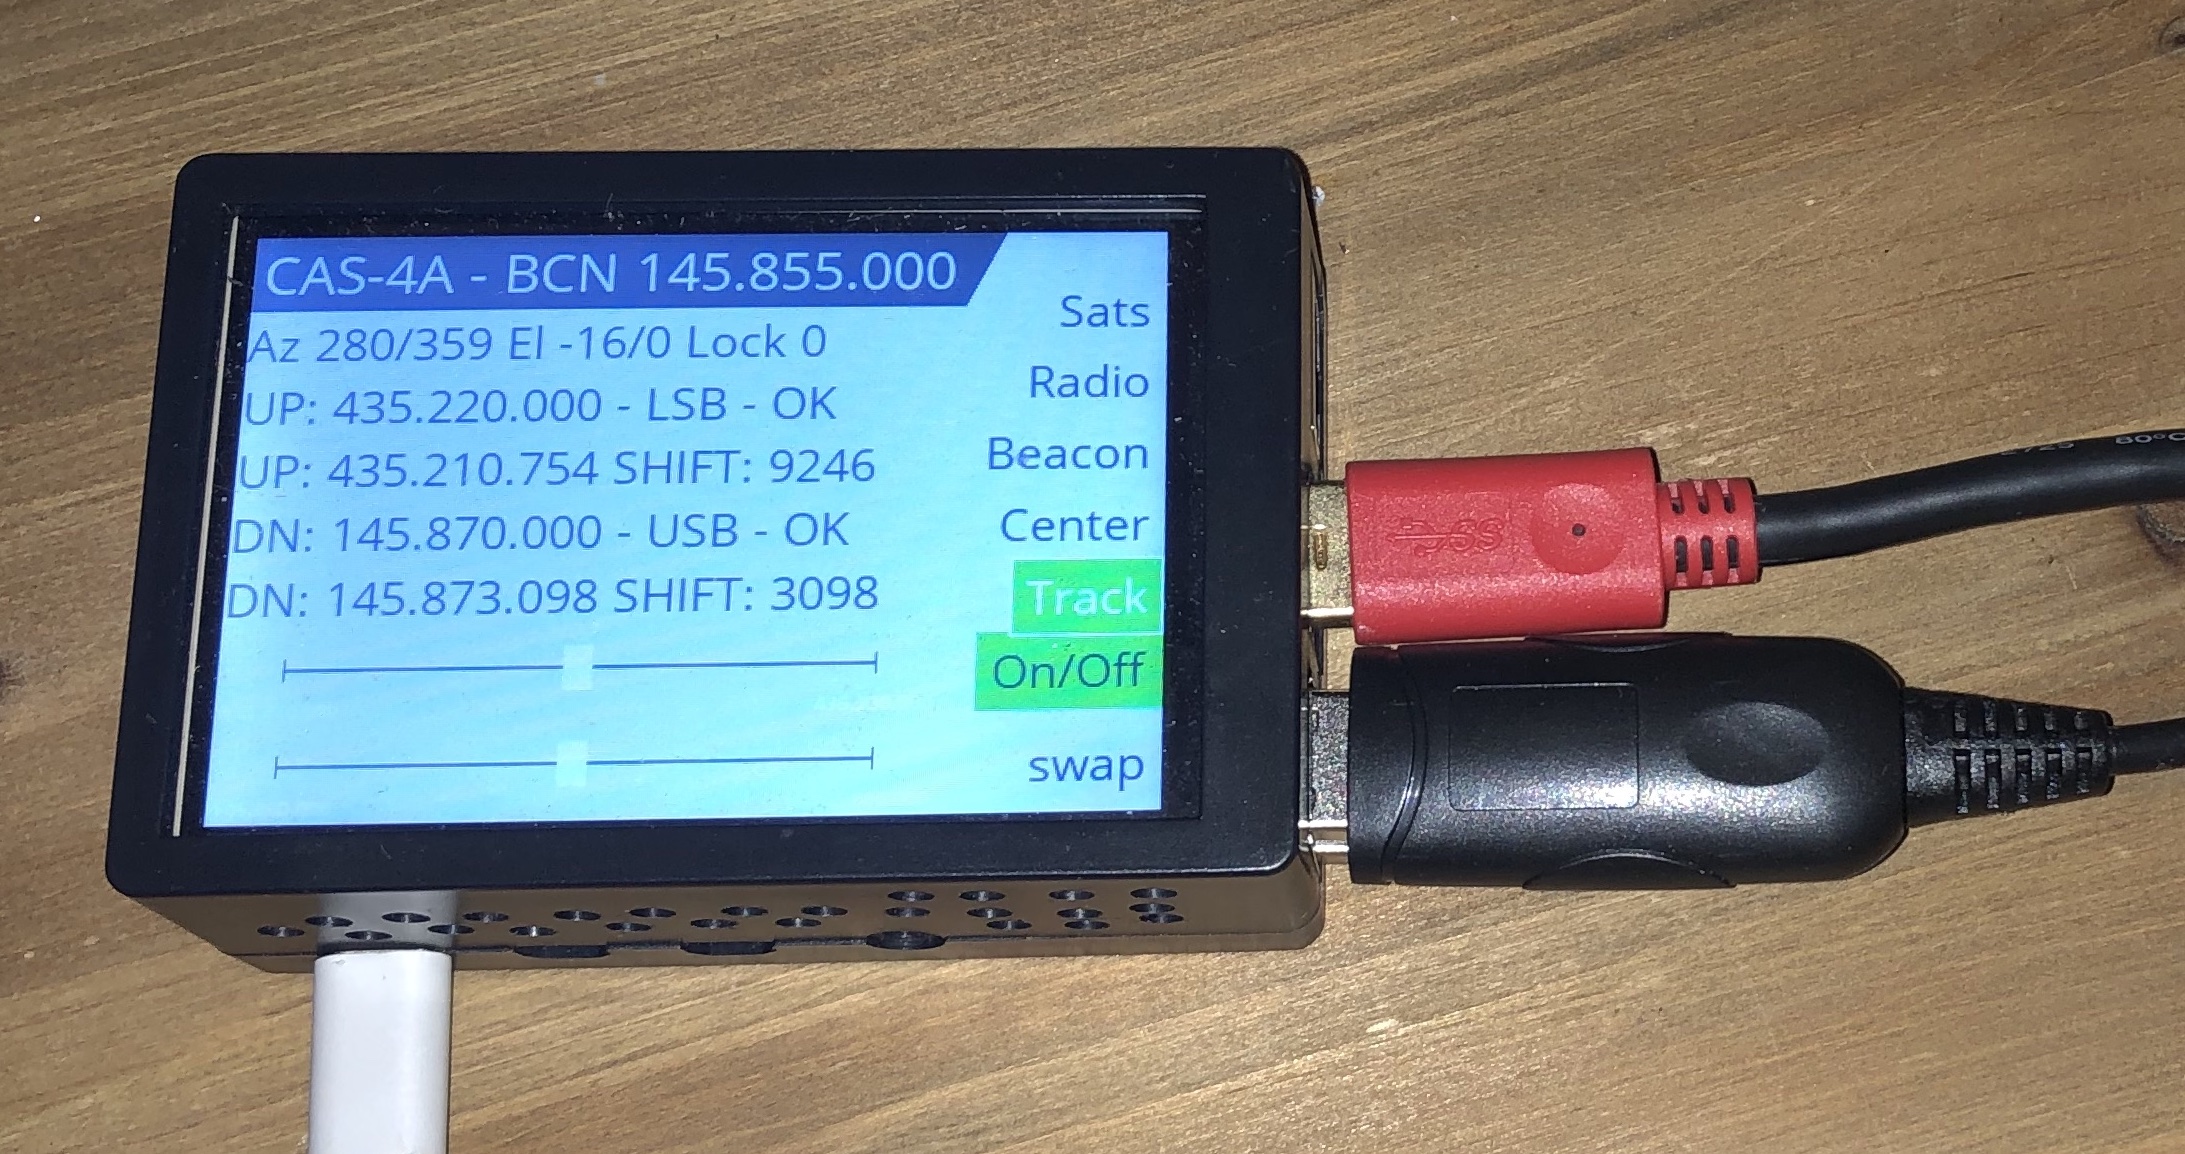 CAS-4A - BCN 145.855.000
Az 280/359 El -16/0 Lock 0
UP: 435.220.000 - LSB - OK
UP: 435.210.754 SHIFT: 9246
DN: 145.870.000 - USB - OK
DN: 145.873.098 SHIFT: 3098
Sats
Radio
Beacon
Center
Track
On/Off
swap
SS
80°C